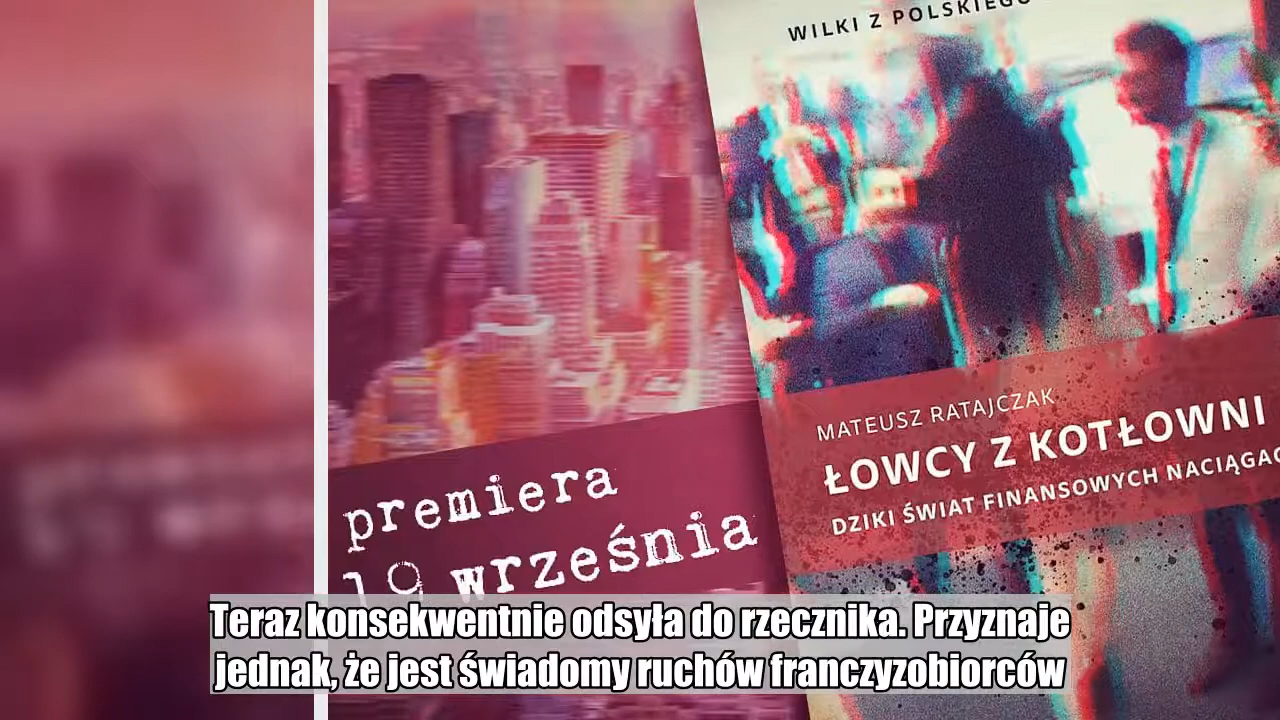 WILKI Z POLSKIEGO
MATEUSZ RATAJCZAK
ŁOWCY Z KOTŁOWNI
DZIKI ŚWIAT FINANSOWYCH
premiera
19 września
Teraz konsekwentnie odsyła do rzecznika. Przyznaje
jednak, że jest świadomy ruchów franczyzobiorców